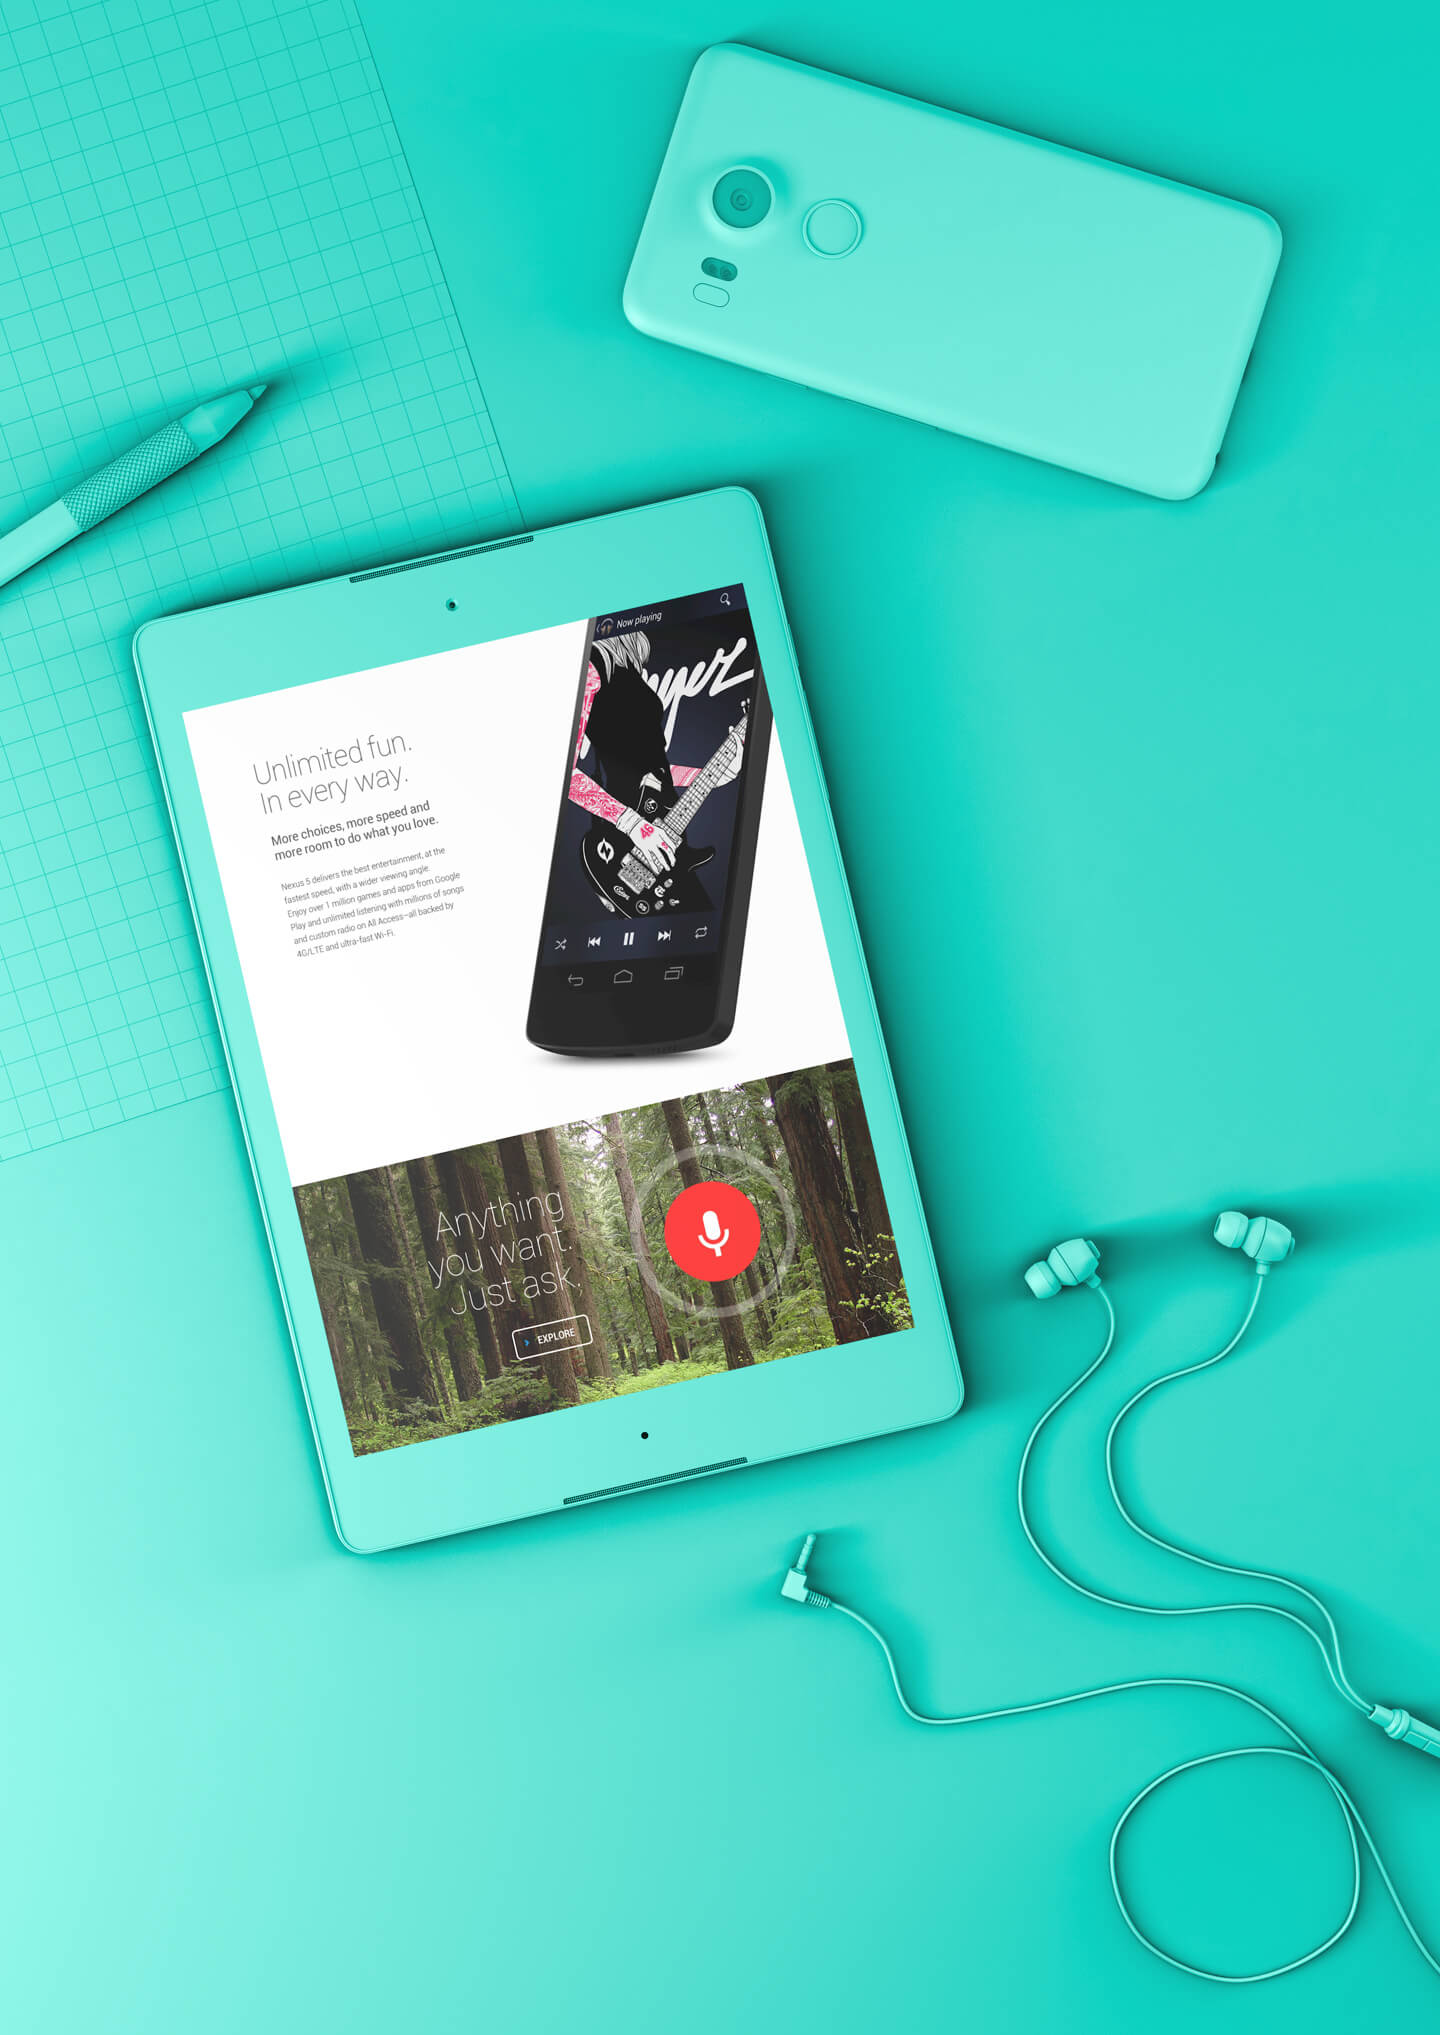 Now playing
Unlimited fun.
In every way.
More choices, more speed and
more room to do what you love.
Nexus 5 delivers the best entertainment, at the
fastest speed, with a wider viewing angle.
Enjoy over 1 million games and apps from Google
Play and unlimited listening with millions of songs
and custom radio on All Access–all backed by
4G/LTE and ultra-fast Wi-Fi.
46
Anything
you want.
Just ask.
EXPLORE